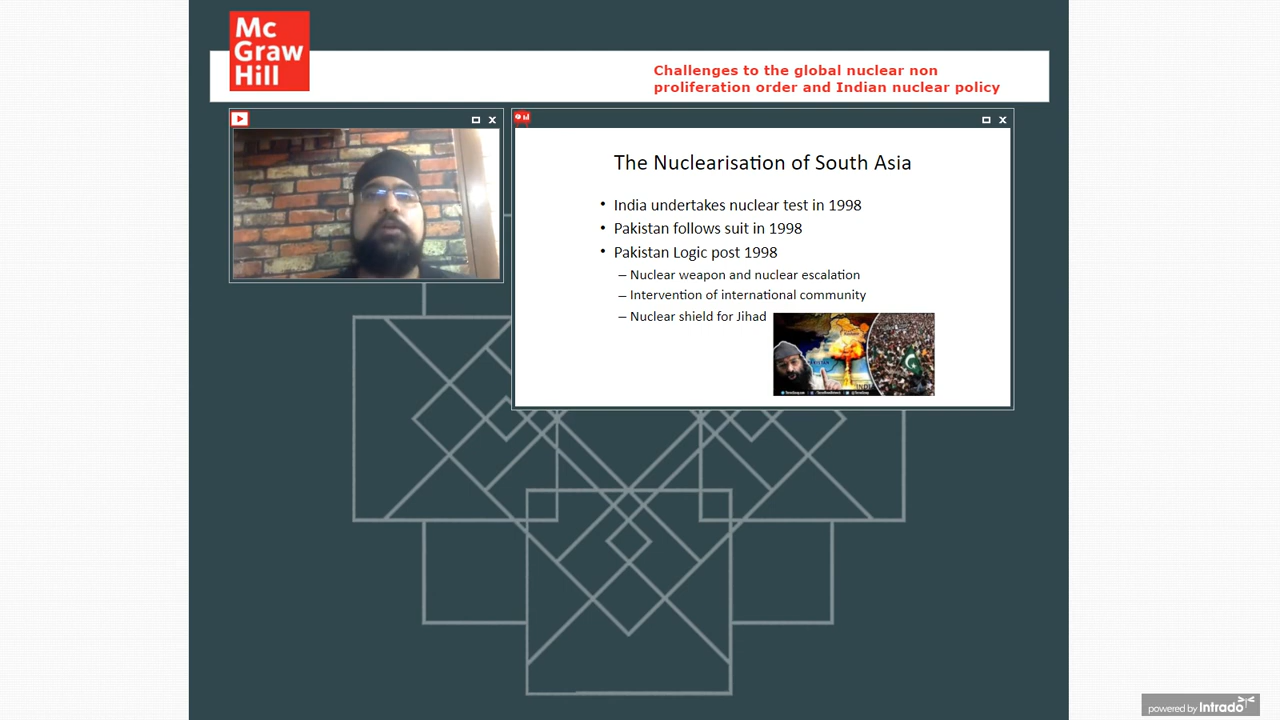 Mc
Graw
Hill
Challenges to the global nuclear non
proliferation order and Indian nuclear policy
The Nuclearisation of South Asia
• India undertakes nuclear test in 1998
• Pakistan follows suit in 1998
• Pakistan Logic post 1998
– Nuclear weapon and nuclear escalation
– Intervention of international community
– Nuclear shield for Jihad
powered by Intrado